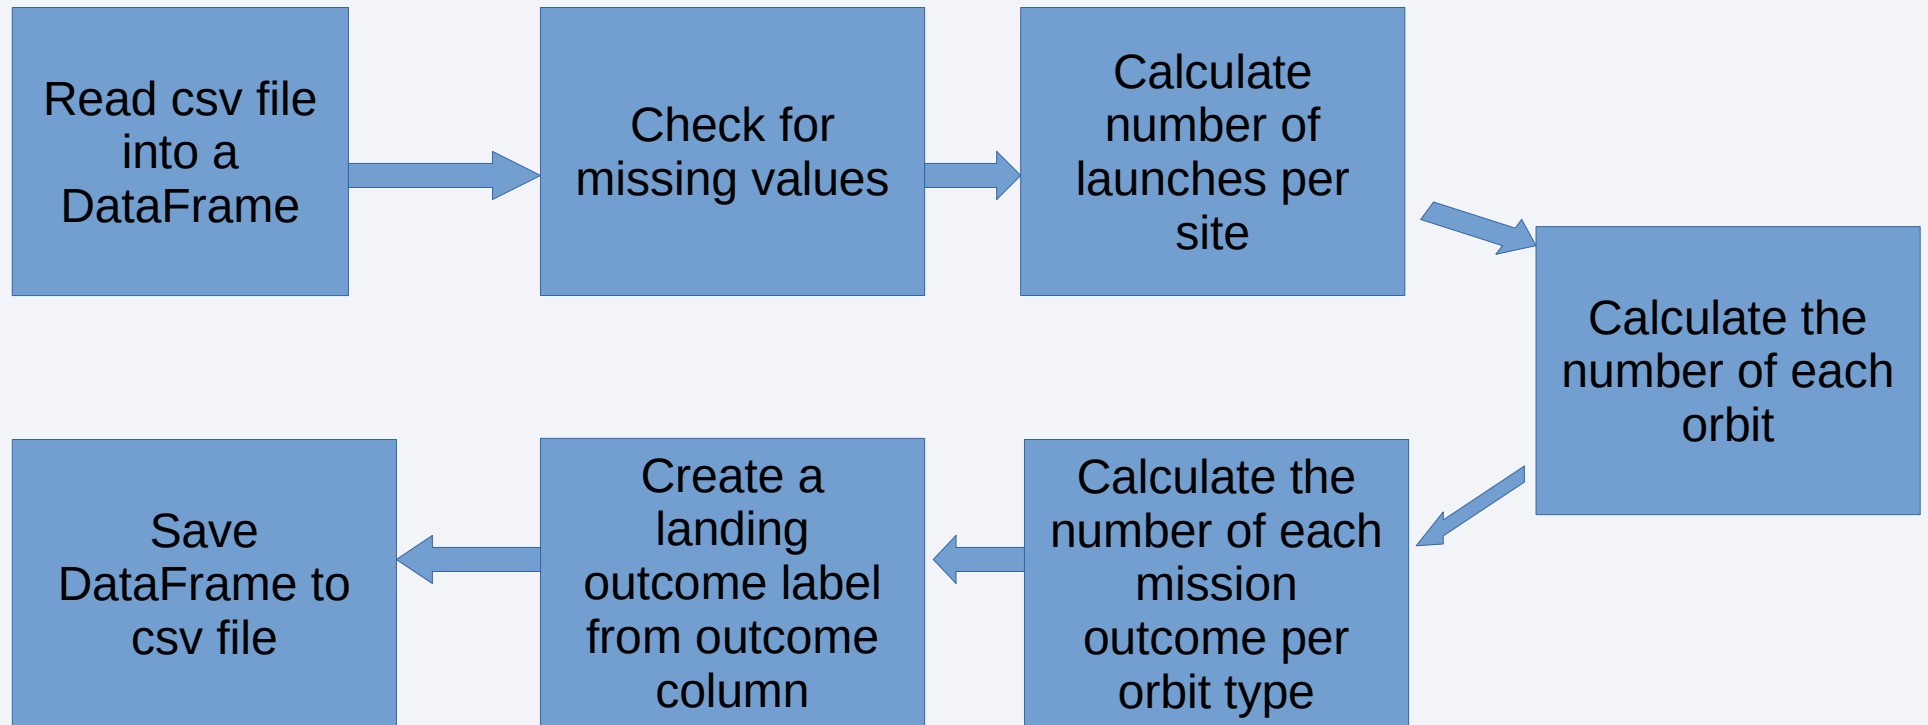 Read csv file
into a
DataFrame
Check for
missing values
Calculate
number of
launches per
site
Calculate the
number of each
orbit
Calculate the
number of each
mission
outcome per
orbit type
Create a
landing
outcome label
from outcome
column
Save
DataFrame to
csv file